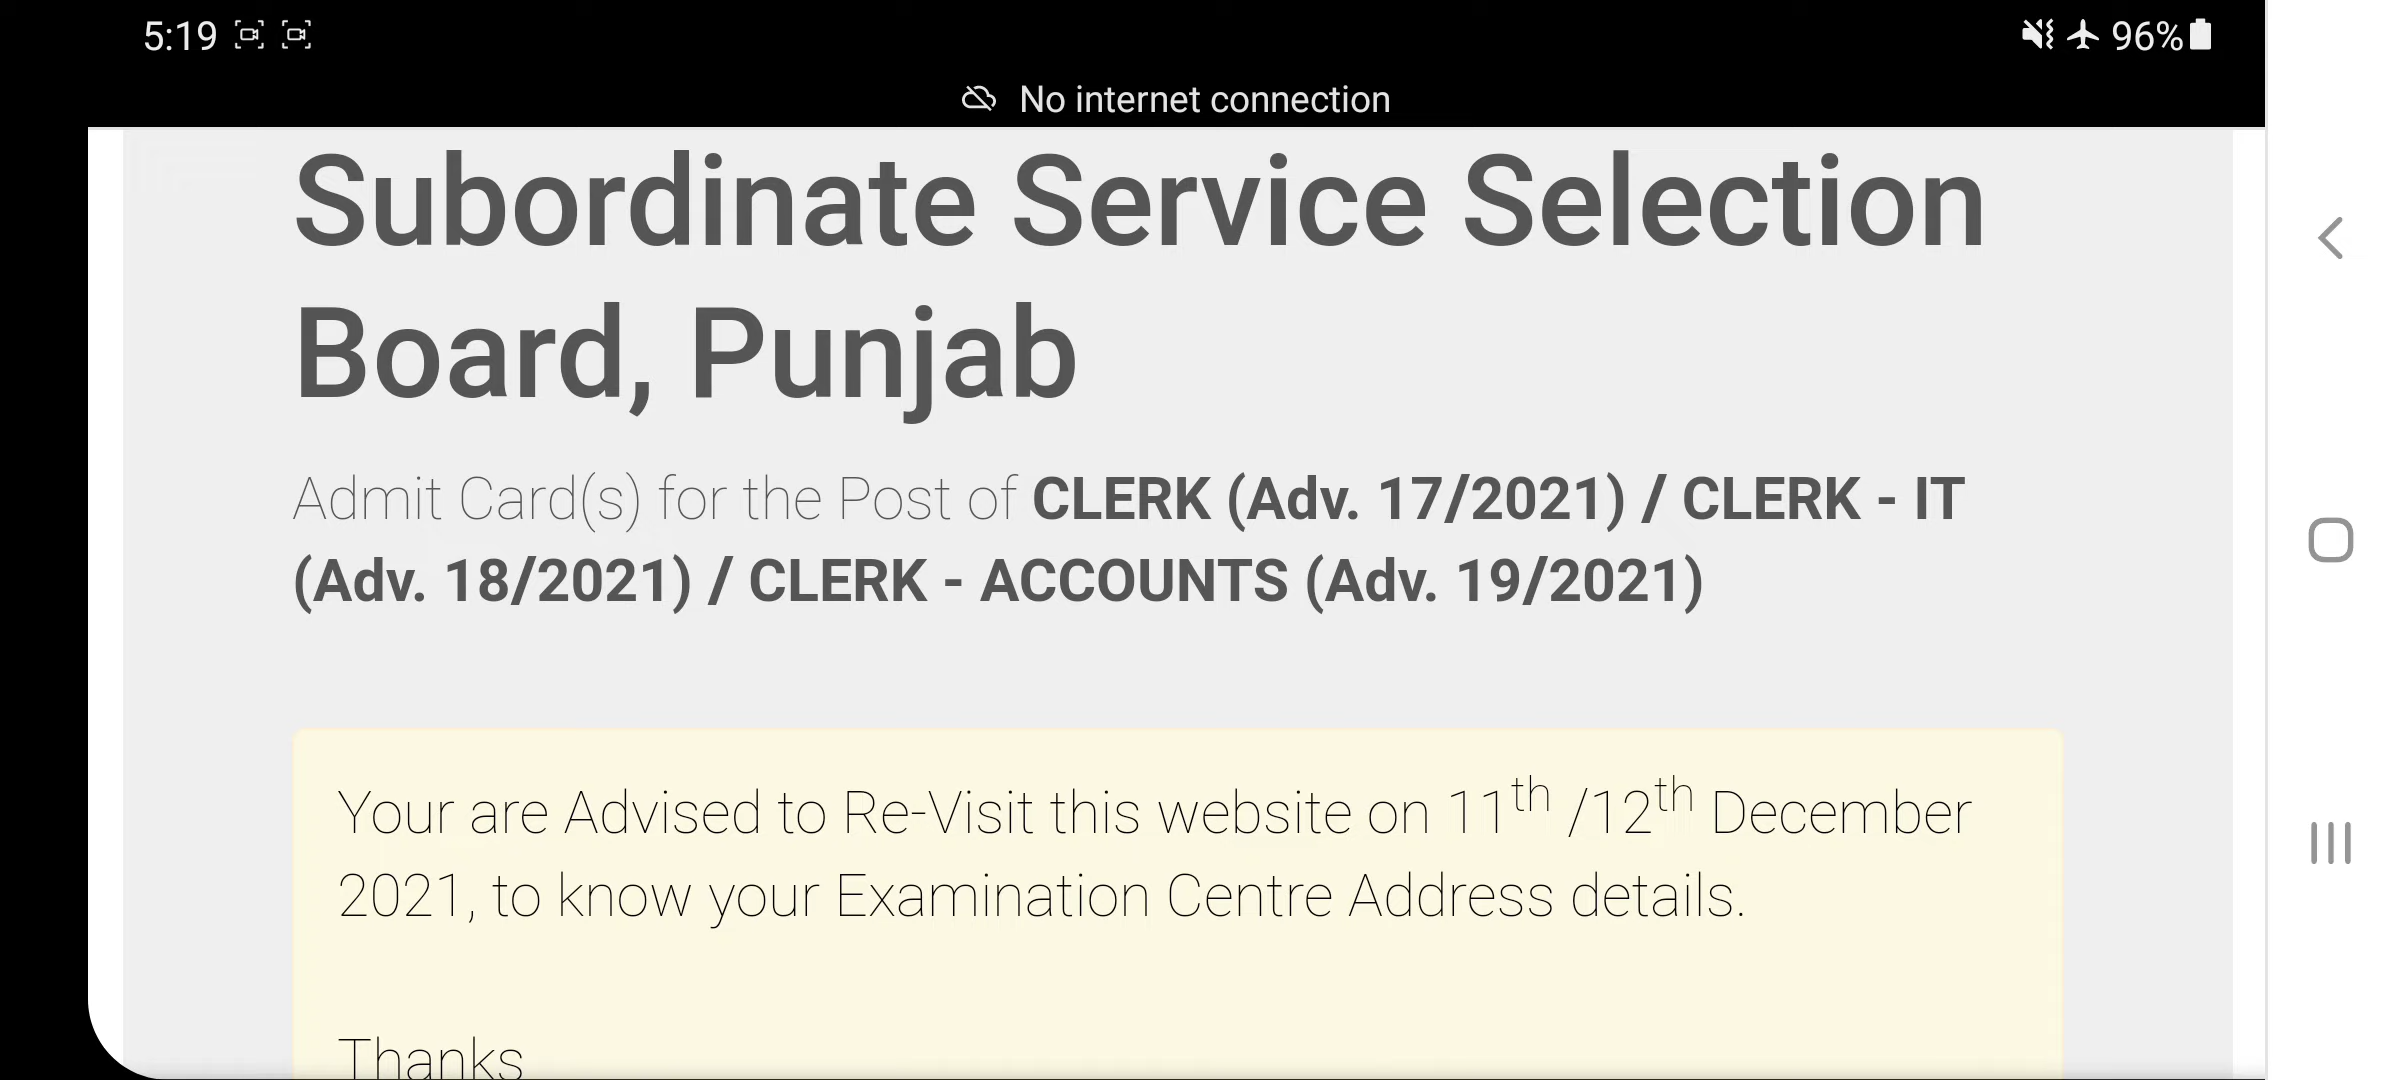 5:19 96%
No internet connection
Subordinate Service Selection
Board, Punjab
Admit Card(s) for the Post of CLERK (Adv. 17/2021) / CLERK - IT
(Adv. 18/2021) / CLERK - ACCOUNTS (Adv. 19/2021)
Your are Advised to Re-Visit this website on 11th /12th December
2021, to know your Examination Centre Address details.
Thanks